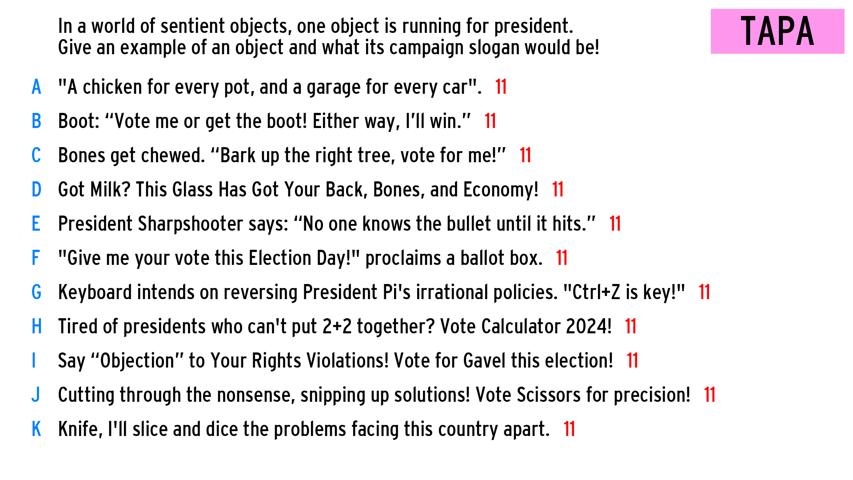 In a world of sentient objects, one object is running for president.
Give an example of an object and what its campaign slogan would be!
TAPA
A "A chicken for every pot, and a garage for every car". 11
B Boot: “Vote me or get the boot! Either way, I’ll win.” 11
C Bones get chewed. “Bark up the right tree, vote for me!” 11
D Got Milk? This Glass Has Got Your Back, Bones, and Economy! 11
E President Sharpshooter says: “No one knows the bullet until it hits.” 11
F "Give me your vote this Election Day!" proclaims a ballot box. 11
G Keyboard intends on reversing President Pi's irrational policies. "Ctrl+Z is key!" 11
H Tired of presidents who can't put 2+2 together? Vote Calculator 2024! 11
I Say “Objection” to Your Rights Violations! Vote for Gavel this election! 11
J Cutting through the nonsense, snipping up solutions! Vote Scissors for precision! 11
K Knife, I'll slice and dice the problems facing this country apart. 11